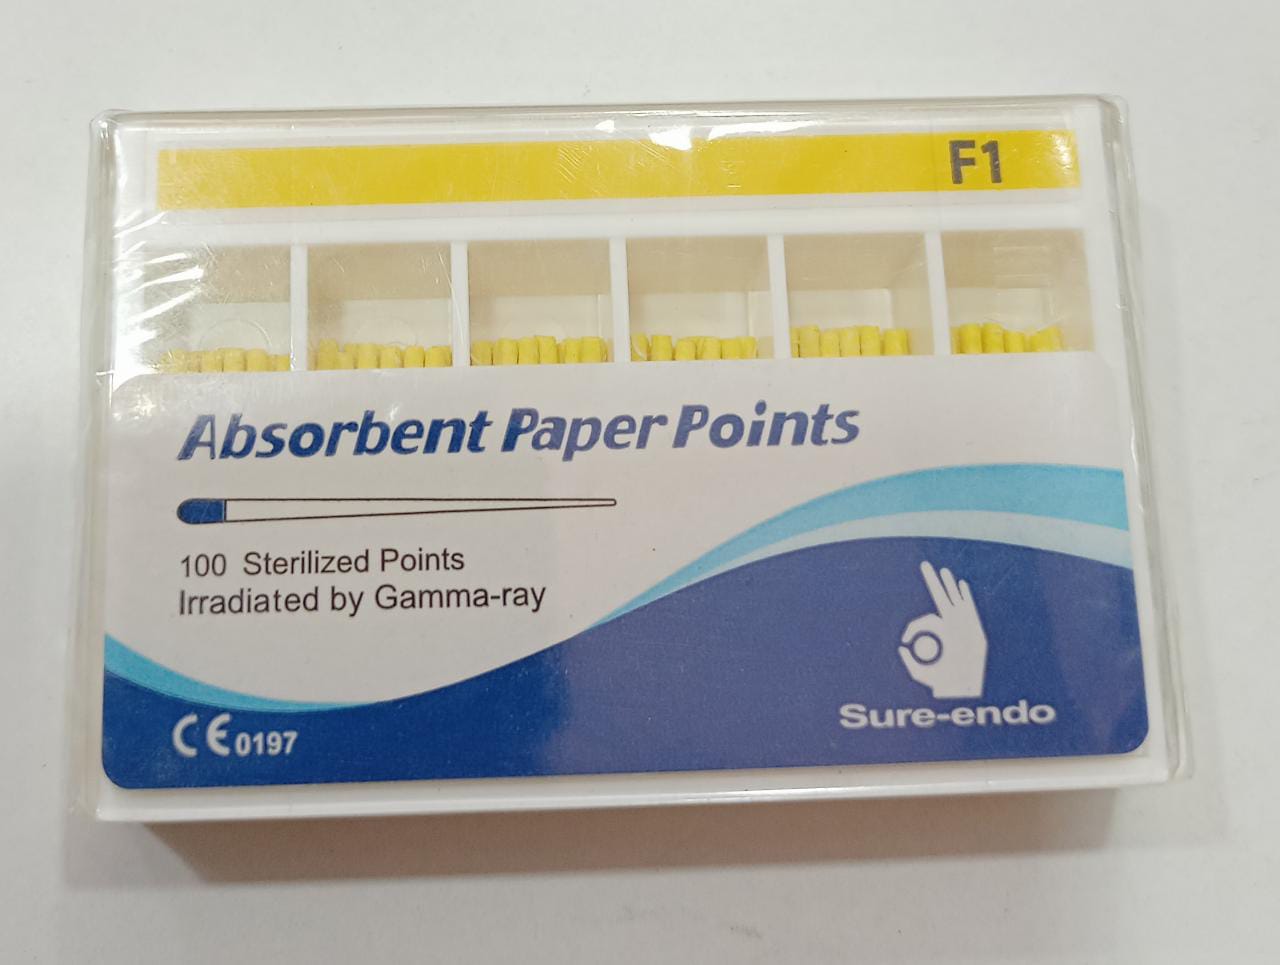 F1
Absorbent Paper Points
100 Sterilized Points
Irradiated by Gamma-ray
CE 0197
Sure-endo